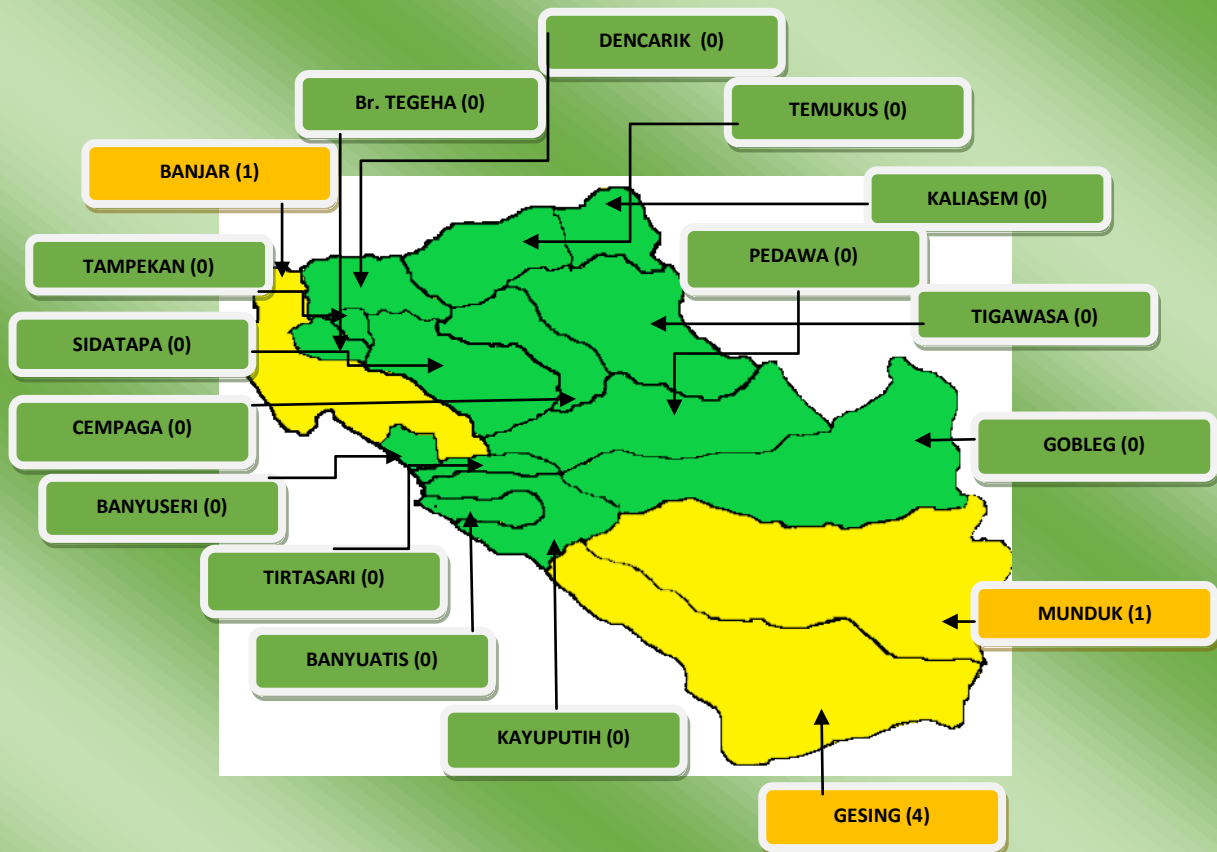 DENCARIK (0)
Br. TEGEHA (0)
TEMUKUS (0)
BANJAR (1)
KALIASEM (0)
TAMPEKAN (0)
PEDAWA (0)
SIDATAPA (0)
TIGAWASA (0)
CEMPAGA (0)
GOBLEG (0)
BANYUSERI (0)
TIRTASARI (0)
MUNDUK (1)
BANYUATIS (0)
KAYUPUTIH (0)
GESING (4)